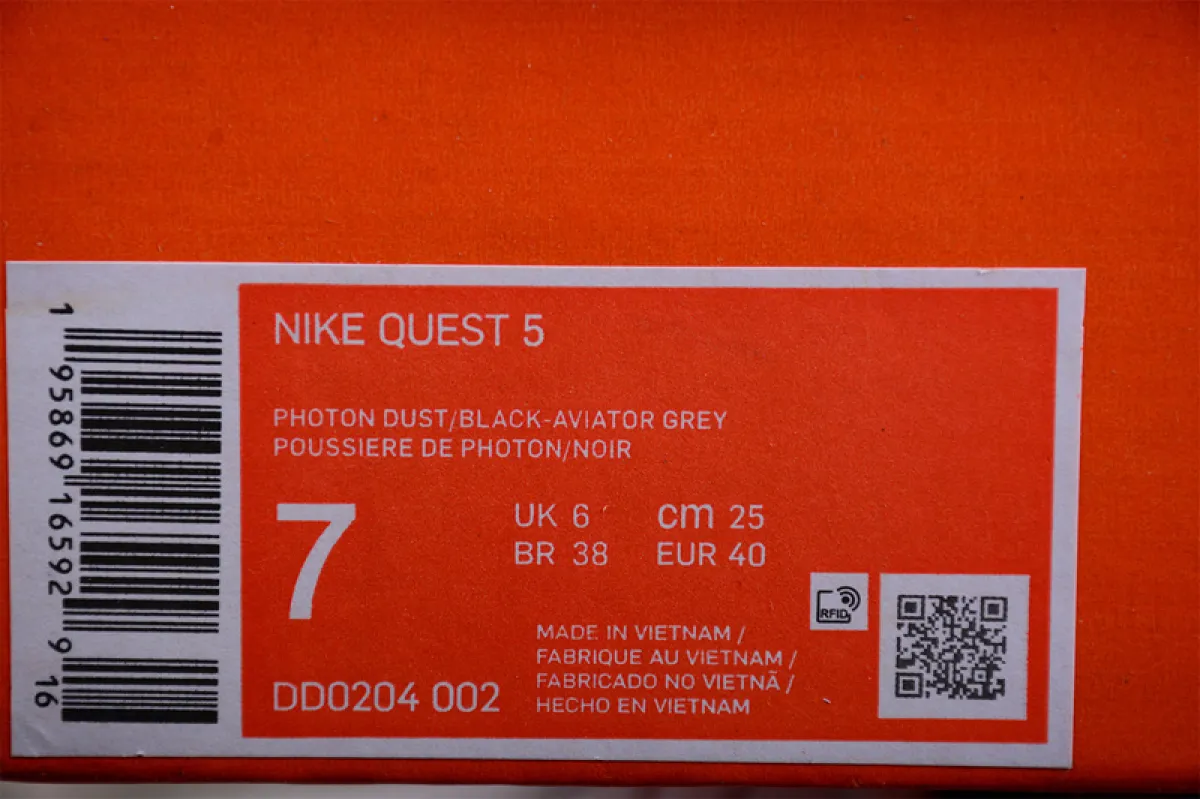 1 95869 16592 9 16
NIKE QUEST 5
PHOTON DUST/BLACK-AVIATOR GREY
POUSSIERE DE PHOTON/NOIR
7
UK 6 cm 25
BR 38 EUR 40
RFID
MADE IN VIETNAM /
FABRIQUE AU VIETNAM /
FABRICADO NO VIETNÃ /
HECHO EN VIETNAM
DD0204 002